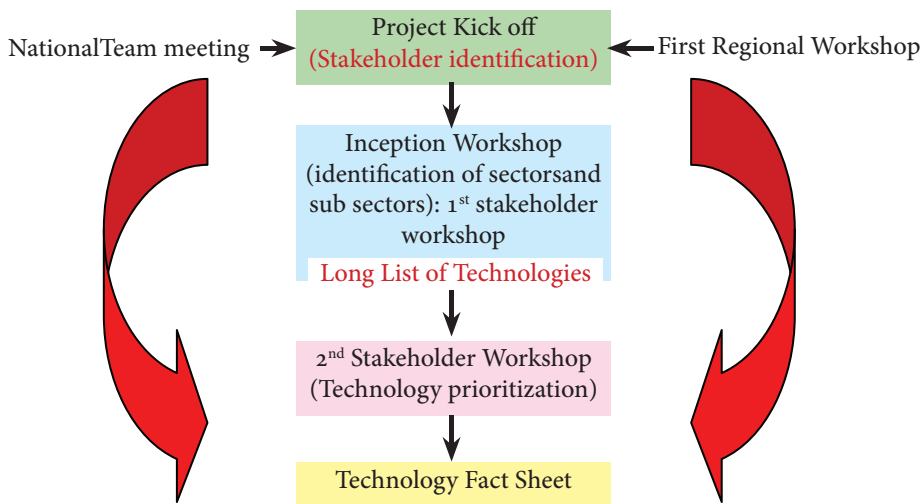 Project Kick off
(Stakeholder identification)
NationalTeam meeting
First Regional Workshop
Inception Workshop
(identification of sectorsand
sub sectors): 1st stakeholder
workshop
Long List of Technologies
2nd Stakeholder Workshop
(Technology prioritization)
Technology Fact Sheet